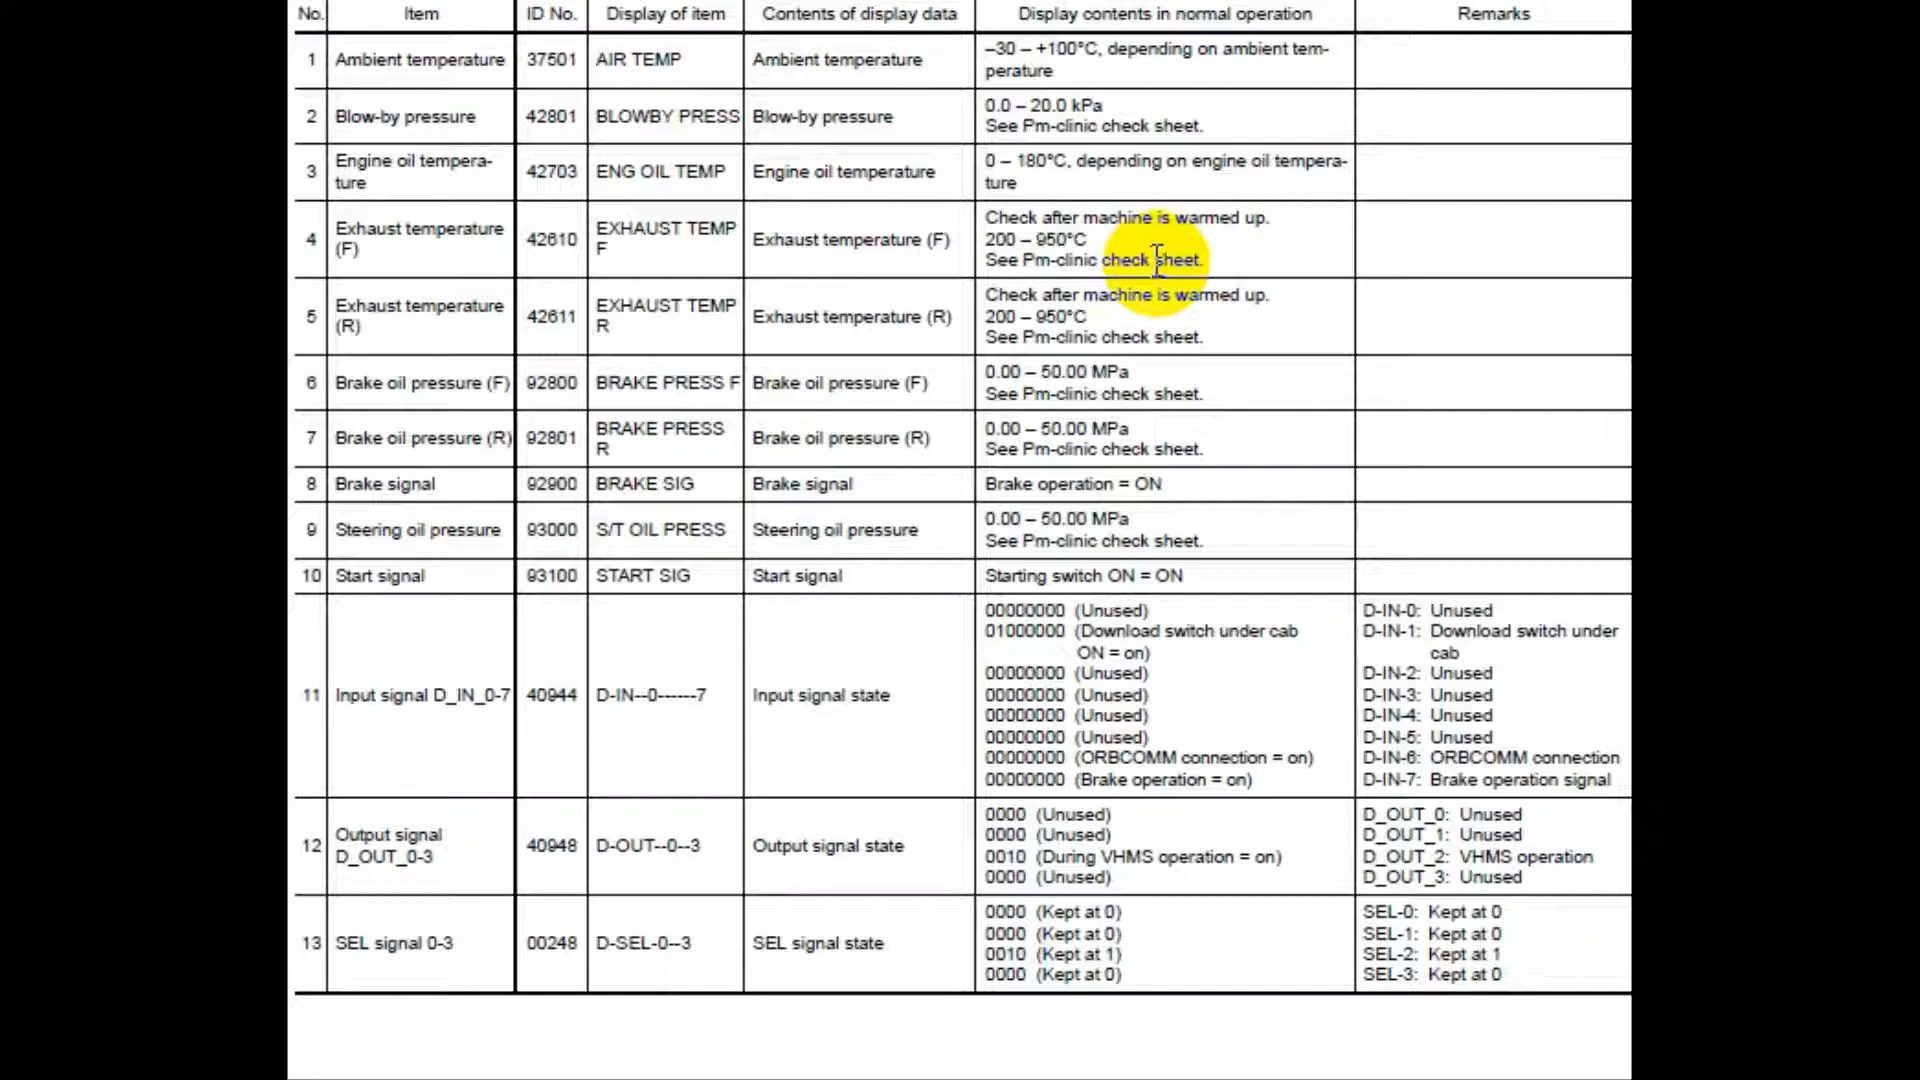 No. Item ID No. Display of item Contents of display data Display contents in normal operation Remarks
1 Ambient temperature 37501 AIR TEMP Ambient temperature –30 – +100°C, depending on ambient tem-
perature
2 Blow-by pressure 42801 BLOWBY PRESS Blow-by pressure 0.0 – 20.0 kPa
See Pm-clinic check sheet.
3 Engine oil tempera-
ture 42703 ENG OIL TEMP Engine oil temperature 0 – 180°C, depending on engine oil tempera-
ture
4 Exhaust temperature
(F) 42610 EXHAUST TEMP
F Exhaust temperature (F) Check after machine is warmed up.
200 – 950°C
See Pm-clinic check sheet.
5 Exhaust temperature
(R) 42611 EXHAUST TEMP
R Exhaust temperature (R) Check after machine is warmed up.
200 – 950°C
See Pm-clinic check sheet.
6 Brake oil pressure (F) 92800 BRAKE PRESS F Brake oil pressure (F) 0.00 – 50.00 MPa
See Pm-clinic check sheet.
7 Brake oil pressure (R) 92801 BRAKE PRESS
R Brake oil pressure (R) 0.00 – 50.00 MPa
See Pm-clinic check sheet.
8 Brake signal 92900 BRAKE SIG Brake signal Brake operation = ON
9 Steering oil pressure 93000 S/T OIL PRESS Steering oil pressure 0.00 – 50.00 MPa
See Pm-clinic check sheet.
10 Start signal 93100 START SIG Start signal Starting switch ON = ON
11 Input signal D_IN_0-7 40944 D-IN--0------7 Input signal state
00000000 (Unused) D-IN-0: Unused
01000000 (Download switch under cab D-IN-1: Download switch under
ON = on) cab
00000000 (Unused) D-IN-2: Unused
00000000 (Unused) D-IN-3: Unused
00000000 (Unused) D-IN-4: Unused
00000000 (Unused) D-IN-5: Unused
00000000 (ORBCOMM connection = on) D-IN-6: ORBCOMM connection
00000000 (Brake operation = on) D-IN-7: Brake operation signal
12 Output signal
D_OUT_0-3 40948 D-OUT--0--3 Output signal state
0000 (Unused) D_OUT_0: Unused
0000 (Unused) D_OUT_1: Unused
0010 (During VHMS operation = on) D_OUT_2: VHMS operation
0000 (Unused) D_OUT_3: Unused
13 SEL signal 0-3 00248 D-SEL-0--3 SEL signal state
0000 (Kept at 0) SEL-0: Kept at 0
0000 (Kept at 0) SEL-1: Kept at 0
0010 (Kept at 1) SEL-2: Kept at 1
0000 (Kept at 0) SEL-3: Kept at 0